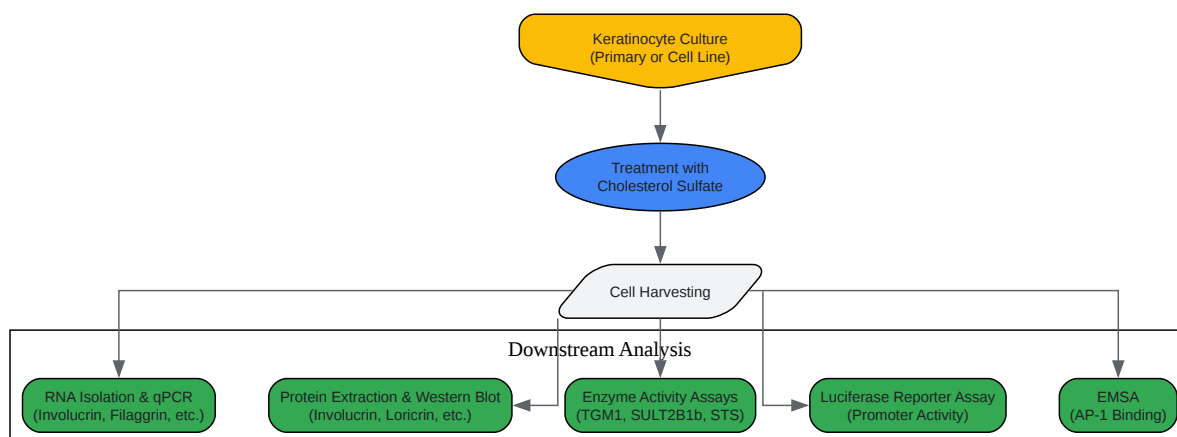 Keratinocyte Culture
(Primary or Cell Line)
Treatment with
Cholesterol Sulfate
Cell Harvesting
Downstream Analysis
RNA Isolation & qPCR
(Involucrin, Filaggrin, etc.)
Protein Extraction & Western Blot
(Involucrin, Loricrin, etc.)
Enzyme Activity Assays
(TGM1, SULT2B1b, STS)
Luciferase Reporter Assay
(Promoter Activity)
EMSA
(AP-1 Binding)